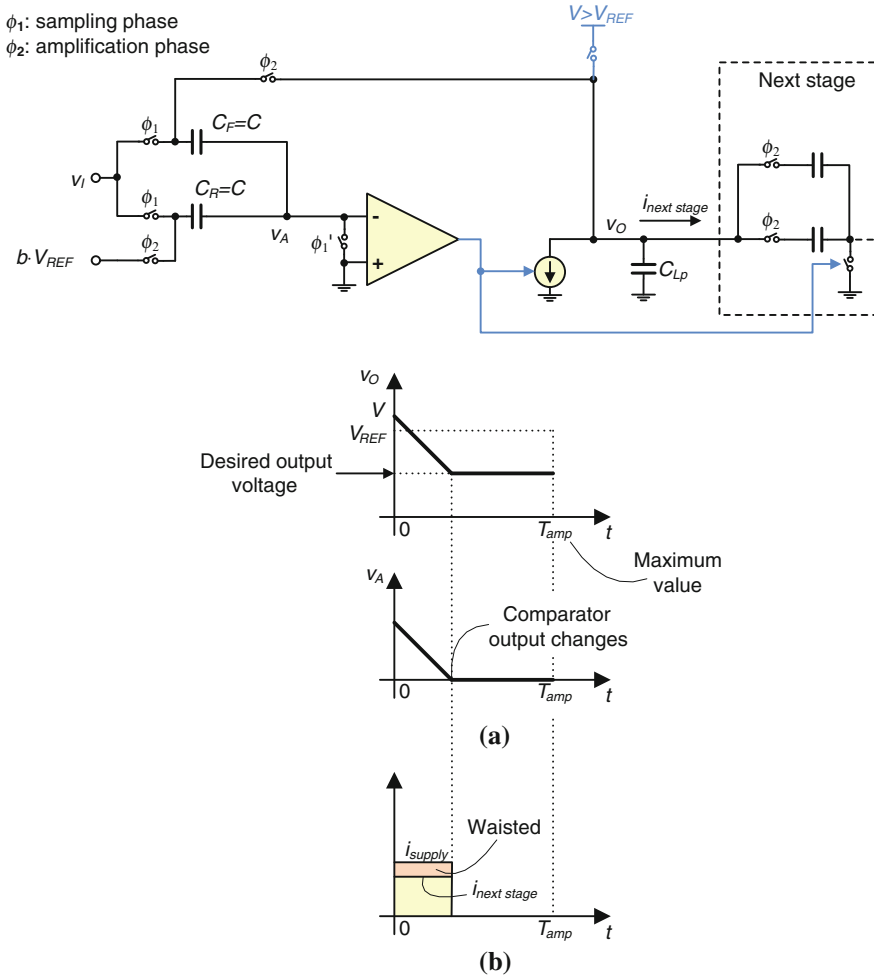 ϕ1: sampling phase
ϕ2: amplification phase
V>VREF
Next stage
ϕ2
ϕ1
CF=C
vI
ϕ1
CR=C
ϕ2
b·VREF
vA
ϕ1'
-
+
vO
inext stage
CLp
ϕ2
ϕ2
vO
V
VREF
Desired output
voltage
0
Tamp
t
Maximum
value
vA
Comparator
output changes
0
Tamp
t
(a)
Waisted
isupply
inext stage
0
Tamp
t
(b)